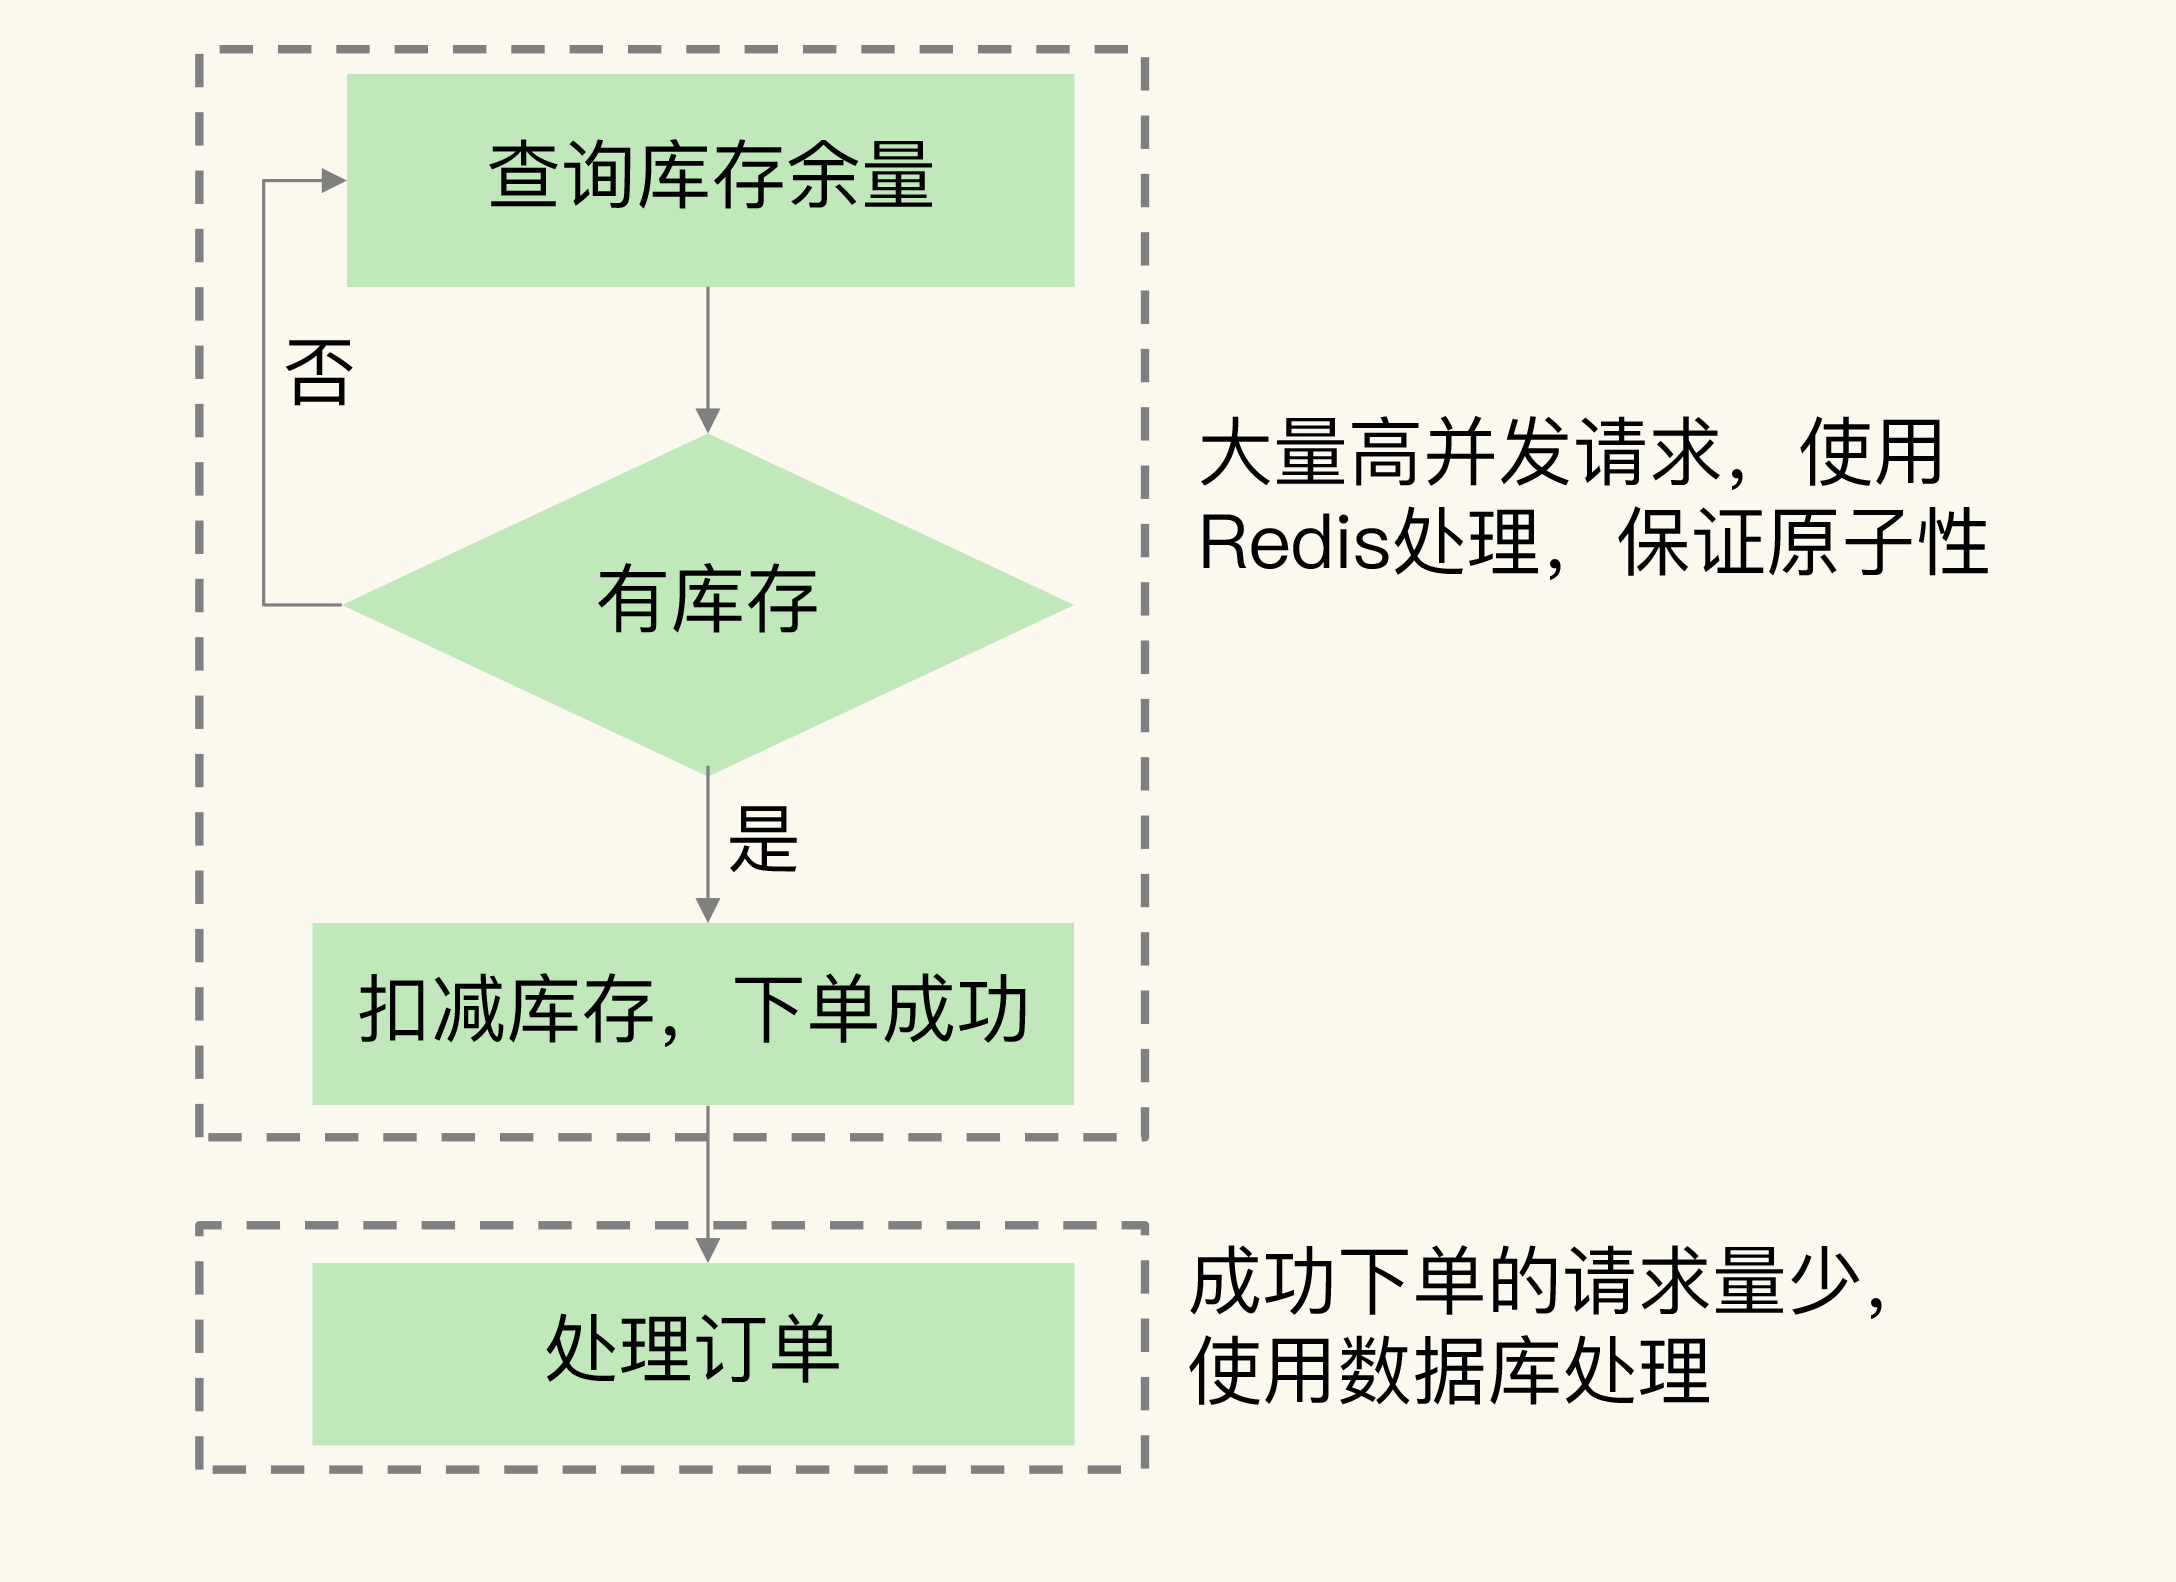 查询库存余量
否
有库存
大量高并发请求，使用
Redis处理，保证原子性
是
扣减库存，下单成功
处理订单
成功下单的请求量少，
使用数据库处理